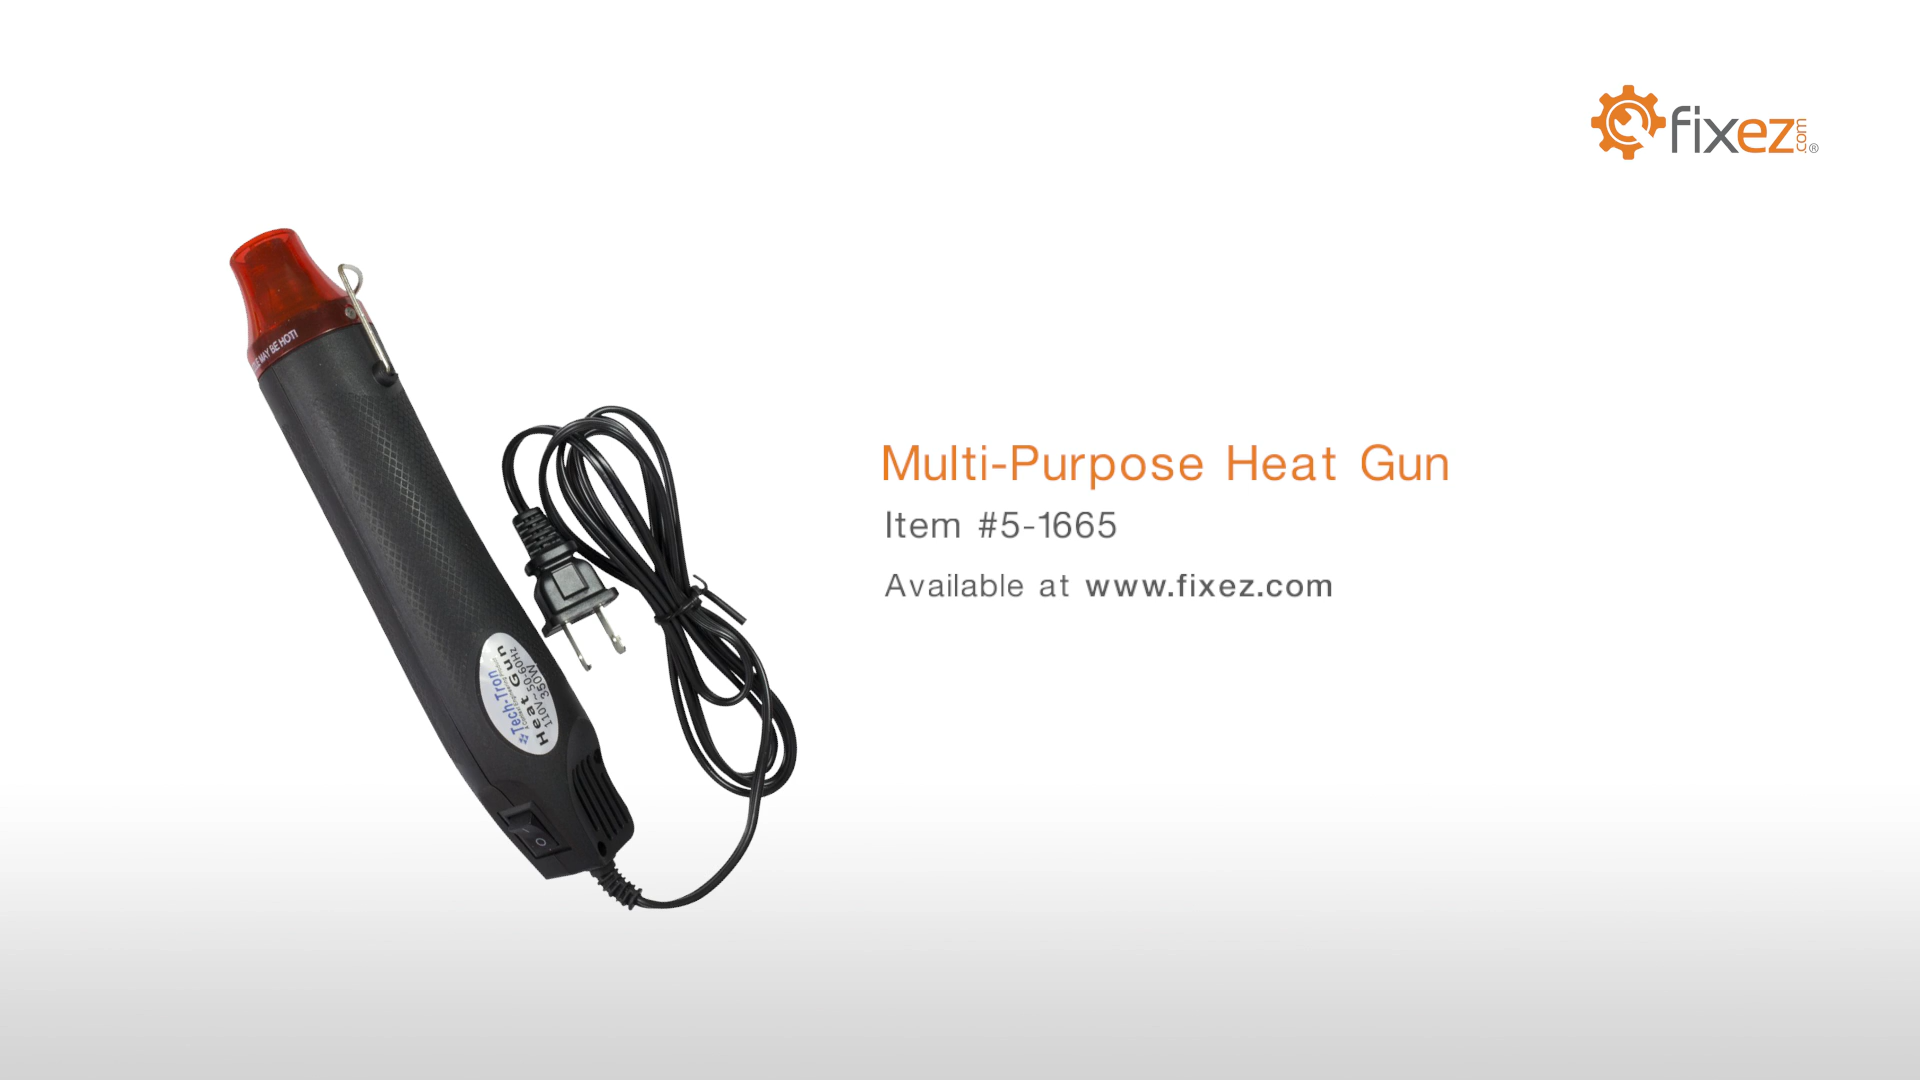 fixez.com®
Multi-Purpose Heat Gun
Item #5-1665
Available at www.fixez.com
MAY BE HOT!
Tech-Tron
Heat Gun
110V~50-60Hz
350W